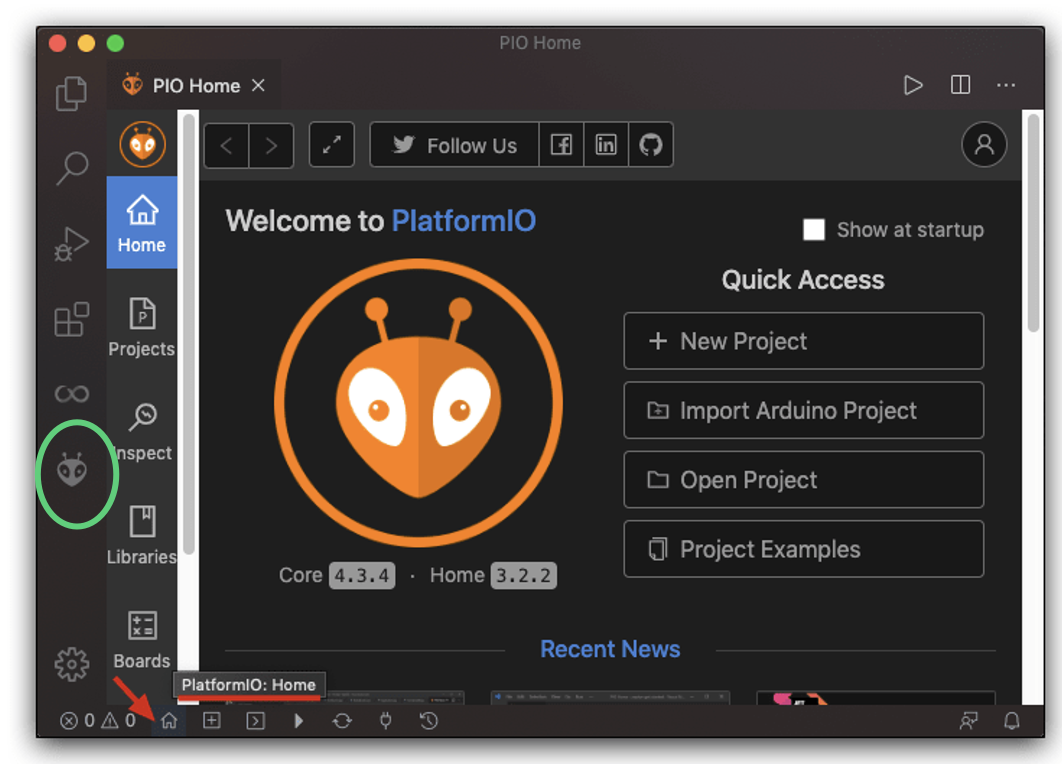 PIO Home
PIO Home
Follow Us
Home
Welcome to PlatformIO
Show at startup
Quick Access
Projects
New Project
Import Arduino Project
Inspect
Open Project
Libraries
Project Examples
Core 4.3.4 · Home 3.2.2
Boards
Recent News
PlatformIO: Home
0 0